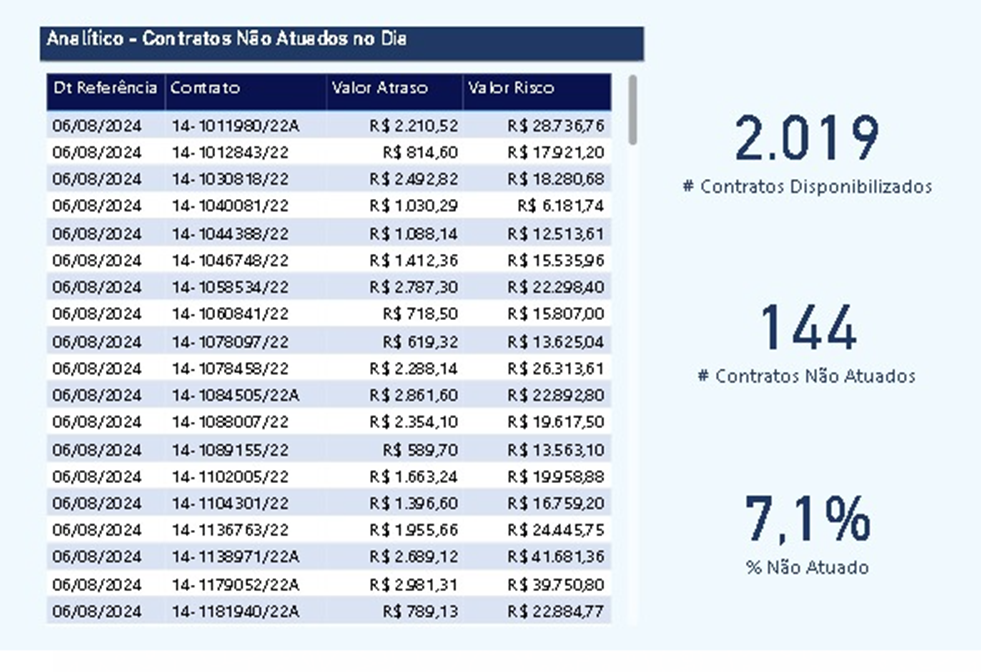 Analítico - Contratos Não Atuados no Dia
Dt Referência Contrato Valor Atraso Valor Risco
06/08/2024 14-1011980/22A R$ 2.210,52 R$ 28.736,76
06/08/2024 14-1012843/22 R$ 814,60 R$ 17.921,20
06/08/2024 14-1030818/22 R$ 2.492,82 R$ 18.280,68
06/08/2024 14-1040081/22 R$ 1.030,29 R$ 6.181,74
06/08/2024 14-1044388/22 R$ 1.088,14 R$ 12.513,61
06/08/2024 14-1046748/22 R$ 1.412,36 R$ 15.535,96
06/08/2024 14-1058534/22 R$ 2.787,30 R$ 22.298,40
06/08/2024 14-1060841/22 R$ 718,50 R$ 15.807,00
06/08/2024 14-1078097/22 R$ 619,32 R$ 13.625,04
06/08/2024 14-1078458/22 R$ 2.288,14 R$ 26.313,61
06/08/2024 14-1084505/22A R$ 2.861,60 R$ 22.892,80
06/08/2024 14-1088007/22 R$ 2.354,10 R$ 19.617,50
06/08/2024 14-1089155/22 R$ 589,70 R$ 13.563,10
06/08/2024 14-1102005/22 R$ 1.663,24 R$ 19.958,88
06/08/2024 14-1104301/22 R$ 1.396,60 R$ 16.759,20
06/08/2024 14-1136763/22 R$ 1.955,66 R$ 24.445,75
06/08/2024 14-1138971/22A R$ 2.689,12 R$ 41.681,36
06/08/2024 14-1179052/22A R$ 2.981,31 R$ 39.750,80
06/08/2024 14-1181940/22A R$ 789,13 R$ 22.884,77
2.019
# Contratos Disponibilizados
144
# Contratos Não Atuados
7,1%
% Não Atuado